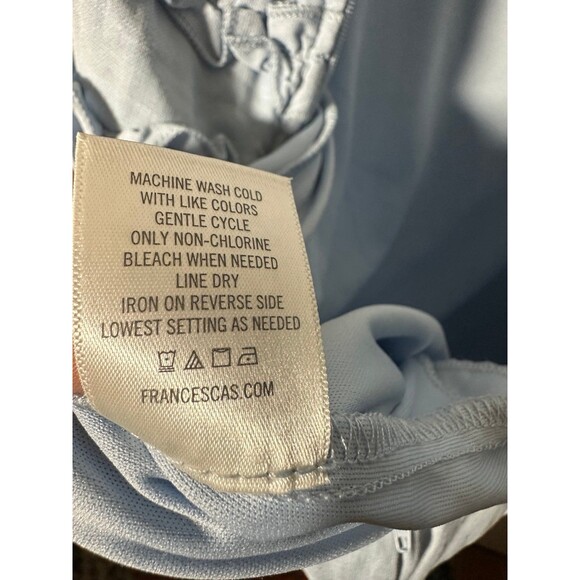 MACHINE WASH COLD
WITH LIKE COLORS
GENTLE CYCLE
ONLY NON-CHLORINE
BLEACH WHEN NEEDED
LINE DRY
IRON ON REVERSE SIDE
LOWEST SETTING AS NEEDED
FRANCESCAS.COM